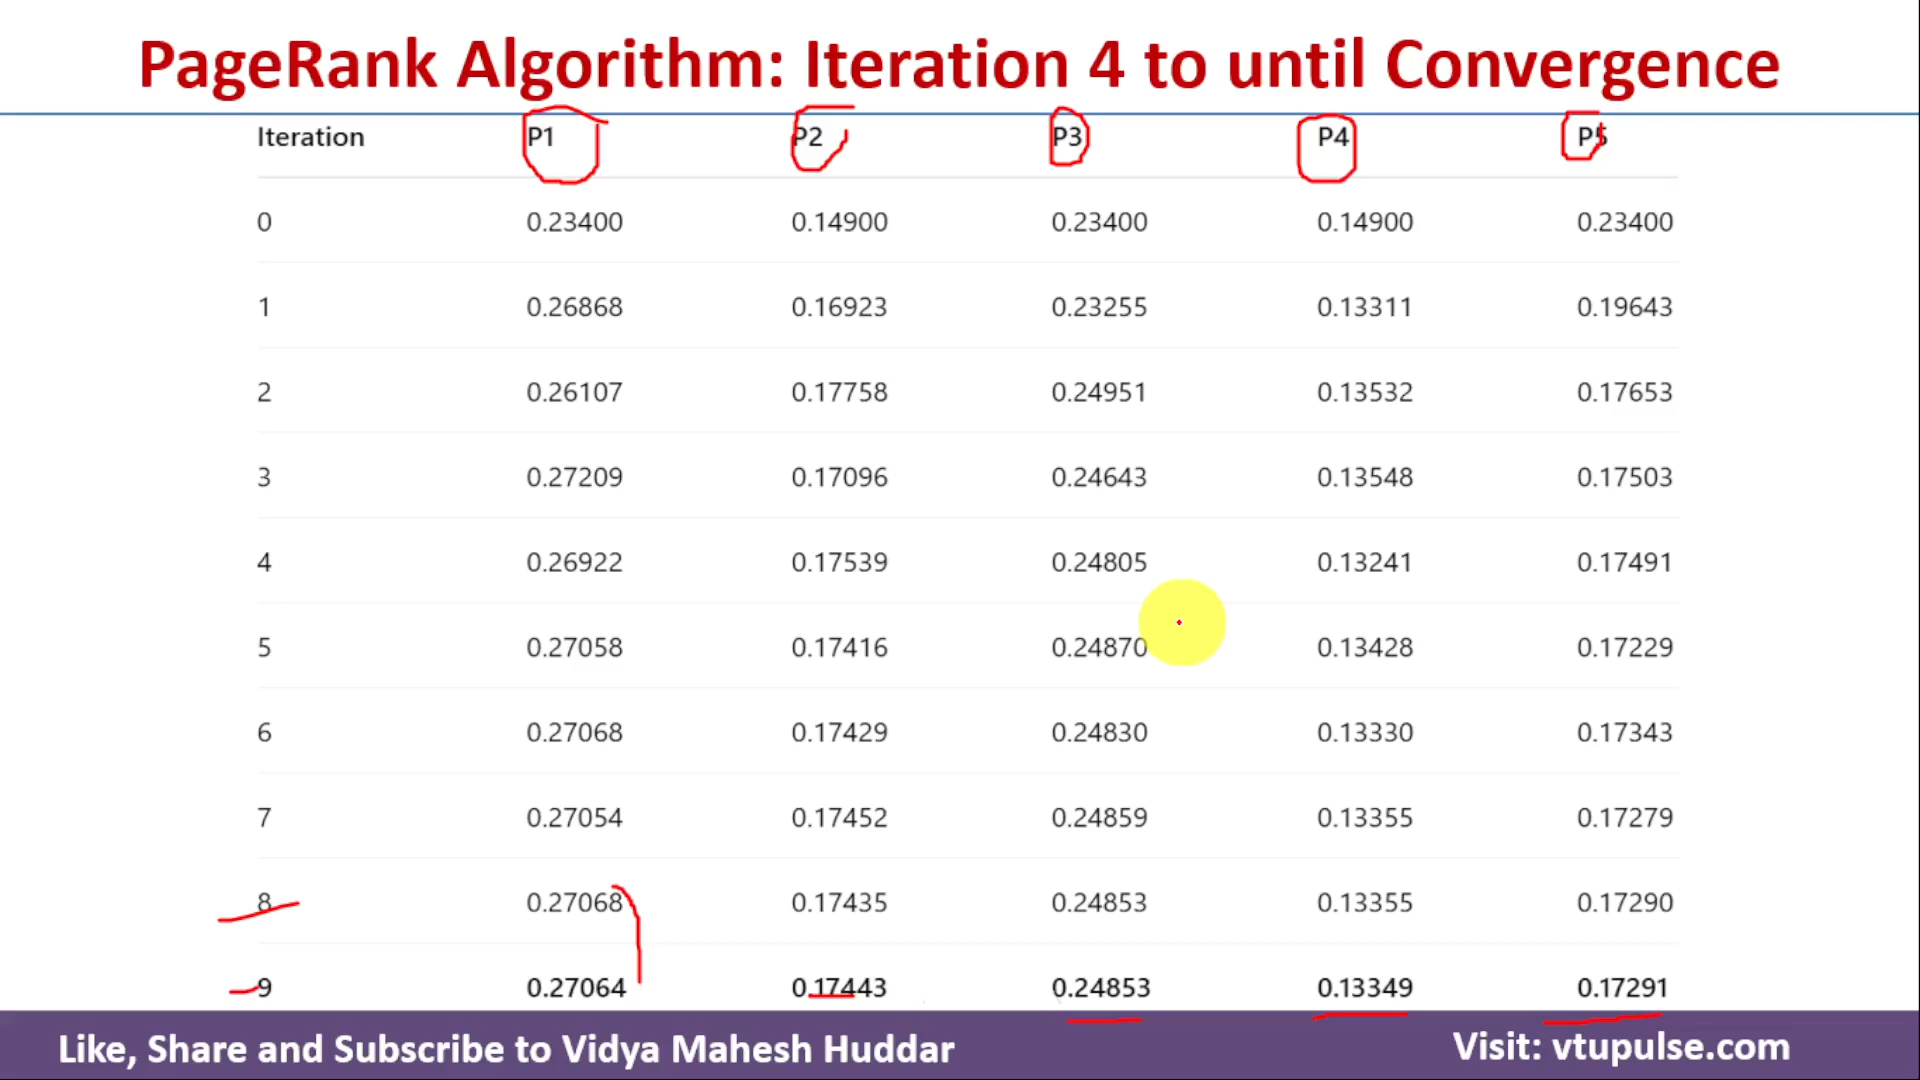 PageRank Algorithm: Iteration 4 to until Convergence
Iteration P1 P2 P3 P4 P5
0 0.23400 0.14900 0.23400 0.14900 0.23400
1 0.26868 0.16923 0.23255 0.13311 0.19643
2 0.26107 0.17758 0.24951 0.13532 0.17653
3 0.27209 0.17096 0.24643 0.13548 0.17503
4 0.26922 0.17539 0.24805 0.13241 0.17491
5 0.27058 0.17416 0.24870 0.13428 0.17229
6 0.27068 0.17429 0.24830 0.13330 0.17343
7 0.27054 0.17452 0.24859 0.13355 0.17279
8 0.27068 0.17435 0.24853 0.13355 0.17290
9 0.27064 0.17443 0.24853 0.13349 0.17291
Like, Share and Subscribe to Vidya Mahesh Huddar
Visit: vtupulse.com